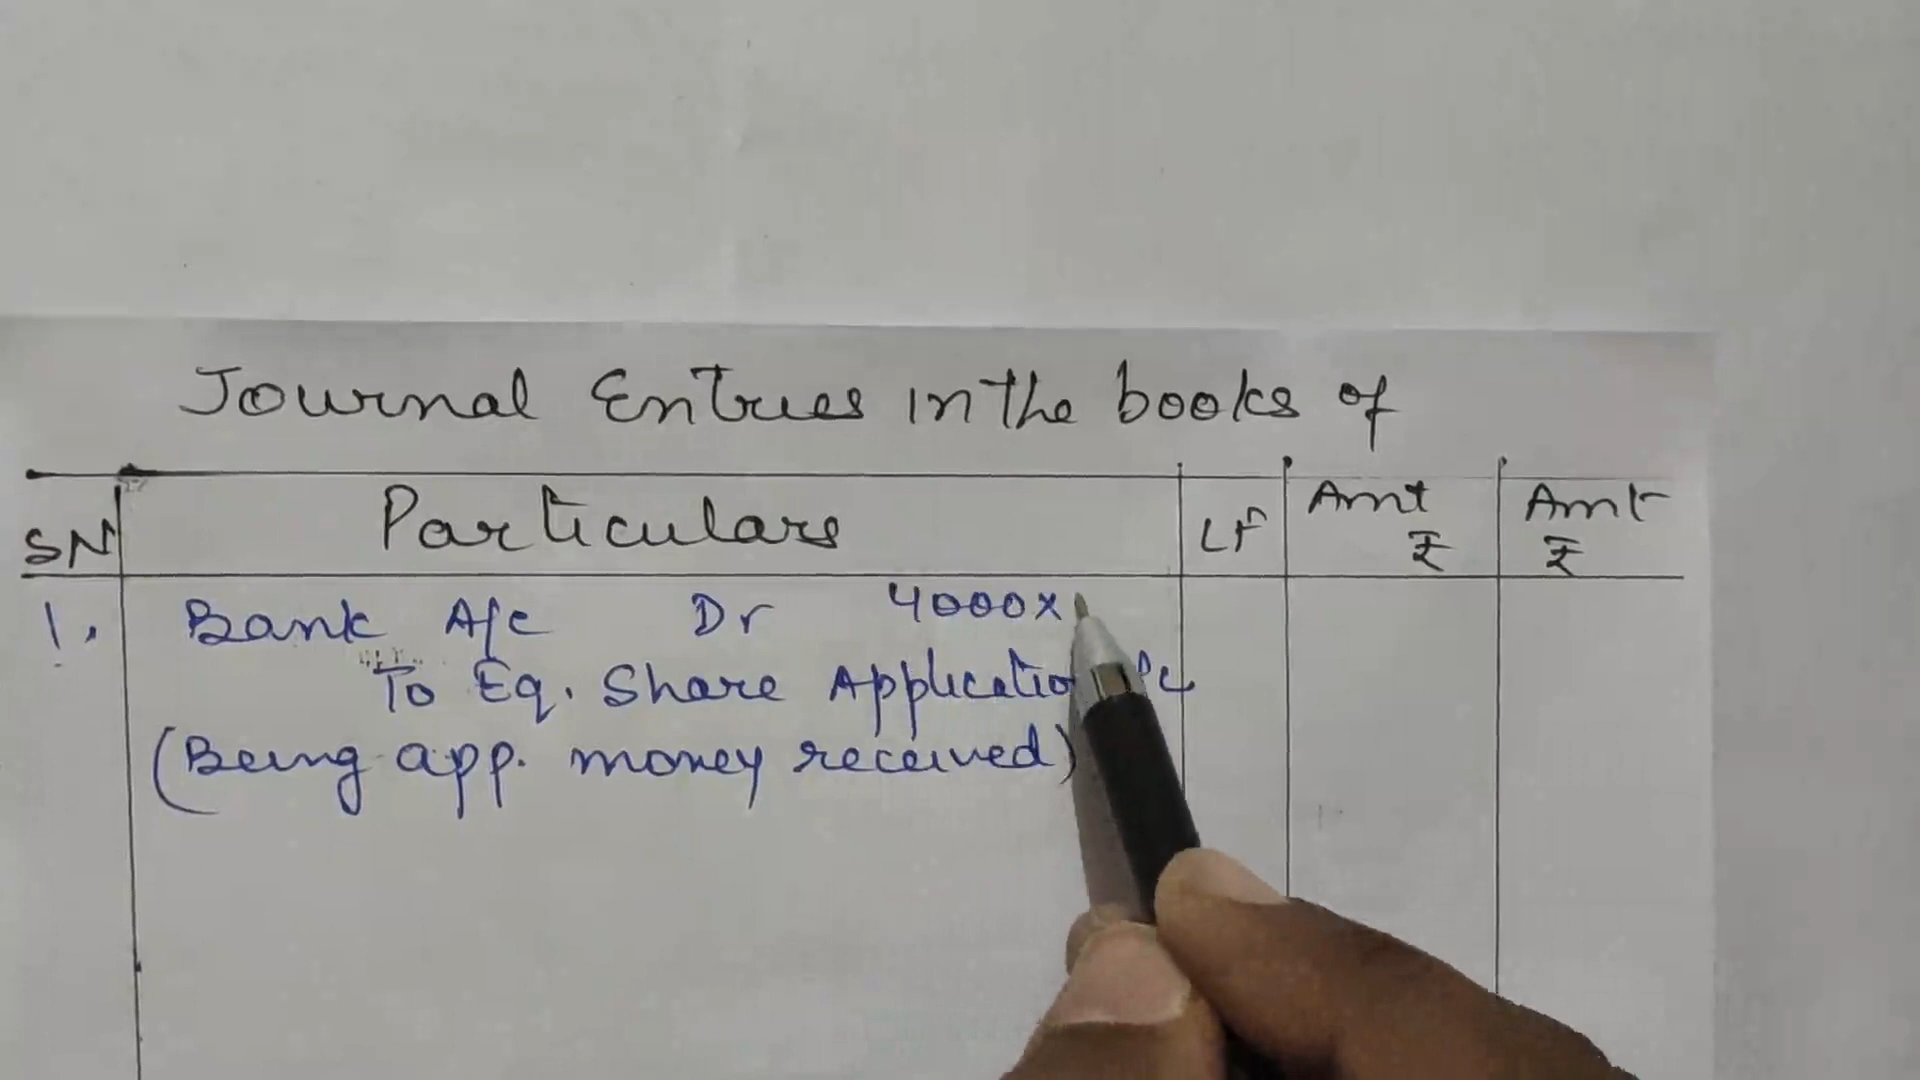 Journal Entries in the books of
SN Particulars LF Amt ₹ Amt ₹
1. Bank A/c Dr 4000x
To Eq. Share Application
(Being app. money received)